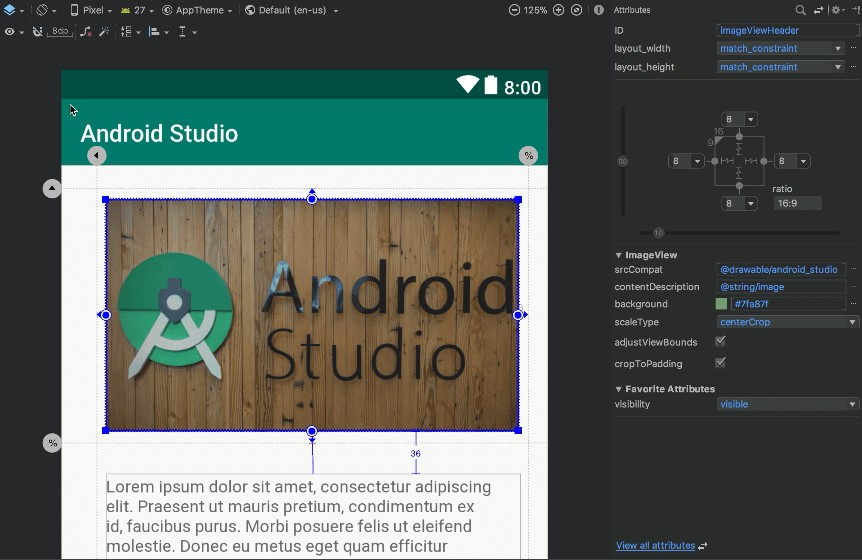 Pixel 27 AppTheme Default (en-us) 125%
8dp
8:00
Android Studio
%
Android
Studio
%
36
Lorem ipsum dolor sit amet, consectetur adipiscing
elit. Praesent ut mauris pretium, condimentum ex
id, faucibus purus. Morbi posuere felis ut eleifend
molestie. Donec eu metus eget quam efficitur
Attributes
ID imageViewHeader
layout_width match_constraint
layout_height match_constraint
8
16
9
8 8
ratio
8 16:9
ImageView
srcCompat @drawable/android_studio
contentDescription @string/image
background #7fa87f
scaleType centerCrop
adjustViewBounds
cropToPadding
Favorite Attributes
visibility visible
View all attributes